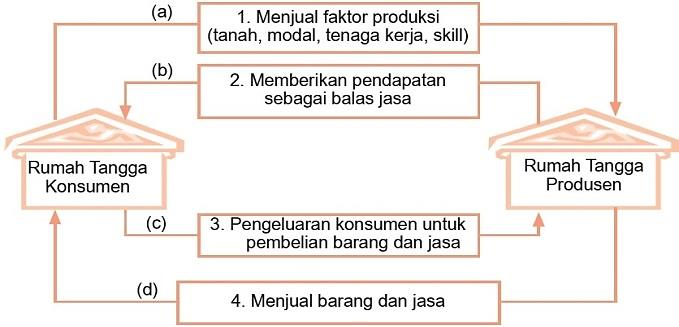 (a)
1. Menjual faktor produksi
(tanah, modal, tenaga kerja, skill)
(b)
2. Memberikan pendapatan
sebagai balas jasa
Rumah Tangga
Konsumen
Rumah Tangga
Produsen
(c)
3. Pengeluaran konsumen untuk
pembelian barang dan jasa
(d)
4. Menjual barang dan jasa